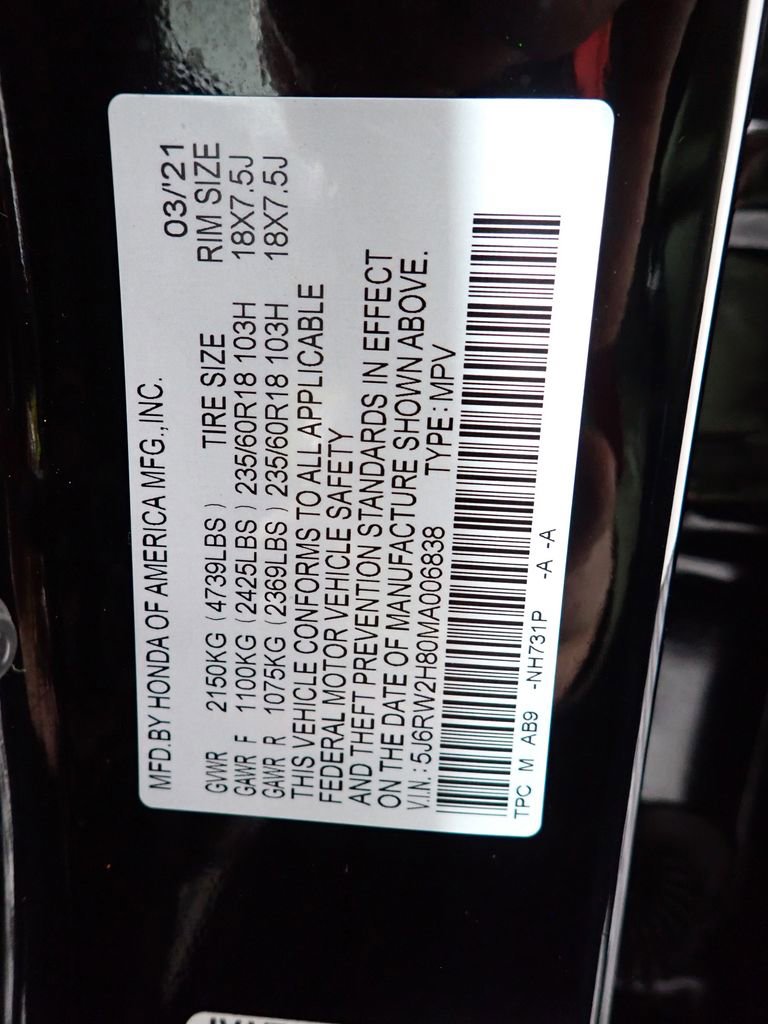 MFD.BY HONDA OF AMERICA MFG.,INC. 03/'21
TIRE SIZE RIM SIZE
GVWR 2150KG (4739LBS)
GAWR F 1100KG (2425LBS) 235/60R18 103H 18X7.5J
GAWR R 1075KG (2369LBS) 235/60R18 103H 18X7.5J
THIS VEHICLE CONFORMS TO ALL APPLICABLE
FEDERAL MOTOR VEHICLE SAFETY
AND THEFT PREVENTION STANDARDS IN EFFECT
ON THE DATE OF MANUFACTURE SHOWN ABOVE.
V.I.N.: 5J6RW2H80MA006838 TYPE: MPV
TPC M AB9 -NH731P -A -A